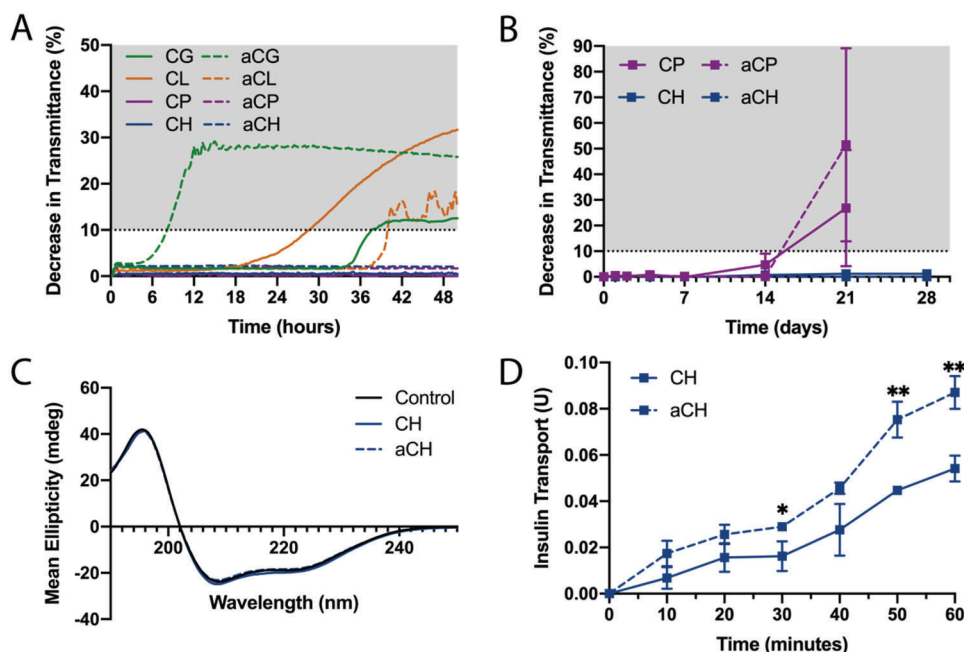 A
Decrease in Transmittance (%)
50
40
30
20
10
0
CG aCG
CL aCL
CP aCP
CH aCH
0 6 12 18 24 30 36 42 48
Time (hours)
B
Decrease in Transmittance (%)
90
80
70
60
50
40
30
20
10
0
CP aCP
CH aCH
0 7 14 21 28
Time (days)
C
Mean Ellipticity (mdeg)
60
40
20
0
-20
-40
Control
CH
aCH
200 220 240
Wavelength (nm)
D
Insulin Transport (U)
0.10
0.08
0.06
0.04
0.02
0.00
CH
aCH
*
**
**
0 10 20 30 40 50 60
Time (minutes)